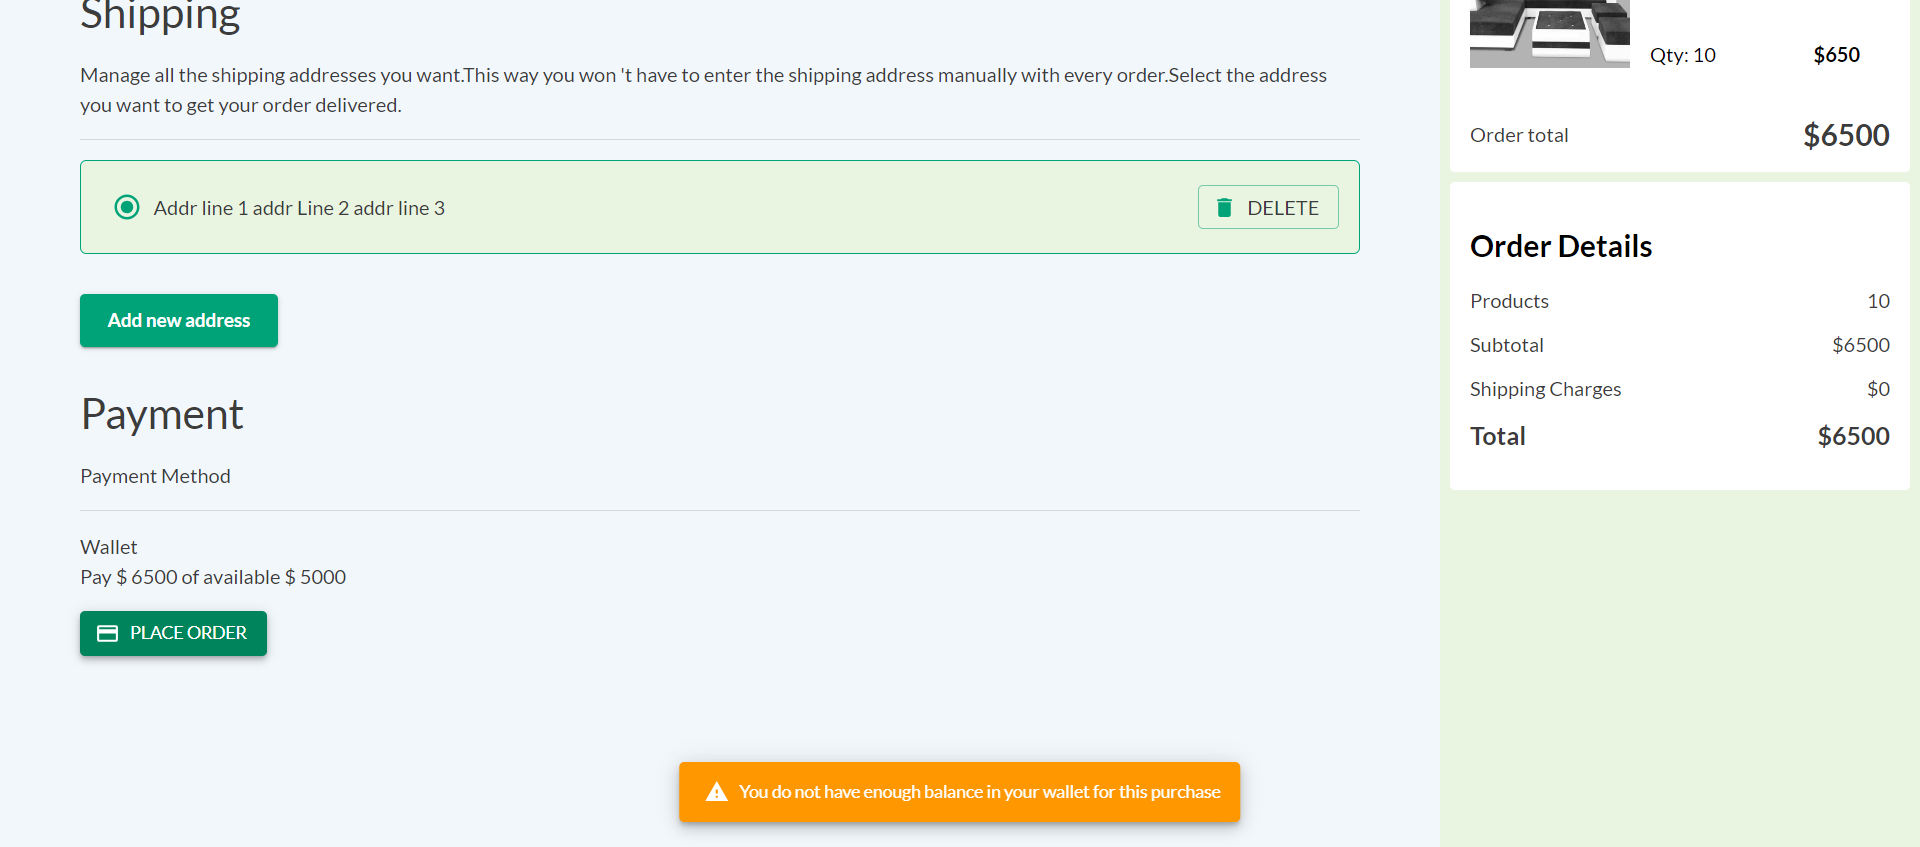 Shipping
Manage all the shipping addresses you want.This way you won 't have to enter the shipping address manually with every order.Select the address
you want to get your order delivered.
Addr line 1 addr Line 2 addr line 3
DELETE
Add new address
Payment
Payment Method
Wallet
Pay $ 6500 of available $ 5000
PLACE ORDER
You do not have enough balance in your wallet for this purchase
Qty: 10 $650
Order total $6500
Order Details
Products 10
Subtotal $6500
Shipping Charges $0
Total $6500